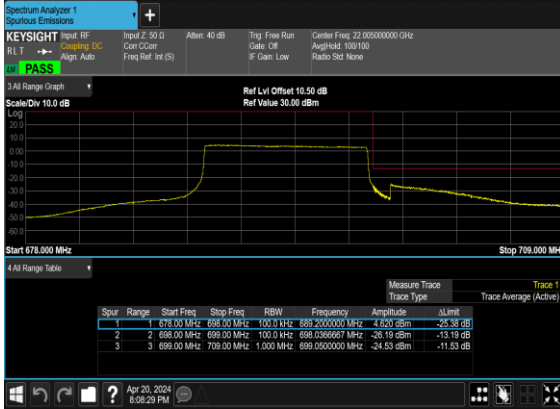 Spectrum Analyzer 1
Spurious Emissions
KEYSIGHT
RLT
PASS
Input: RF
Coupling: DC
Align: Auto
Input Z: 50 Ω
Corr CCorr
Freq Ref: Int (S)
Atten: 40 dB
Trig: Free Run
Gate: Off
IF Gain: Low
Center Freq: 22.005000000 GHz
Avg|Hold: 100/100
Radio Std: None
3 All Range Graph
Scale/Div 10.0 dB
Ref Lvl Offset 10.50 dB
Ref Value 30.00 dBm
Log
20.0
10.0
0.00
-10.0
-20.0
-30.0
-40.0
-50.0
-60.0
Start 678.000 MHz
Stop 709.000 MH
4 All Range Table
Measure Trace Trace 1
Trace Type Trace Average (Active)
Spur Range Start Freq Stop Freq RBW Frequency Amplitude ΔLimit
1 1 678.00 MHz 698.00 MHz 100.0 kHz 689.2000000 MHz 4.620 dBm -25.38 dB
2 2 698.00 MHz 699.00 MHz 100.0 kHz 698.0366667 MHz -26.19 dBm -13.19 dB
3 3 699.00 MHz 709.00 MHz 1.000 MHz 699.0500000 MHz -24.53 dBm -11.53 dB
Apr 20, 2024
8:08:29 PM